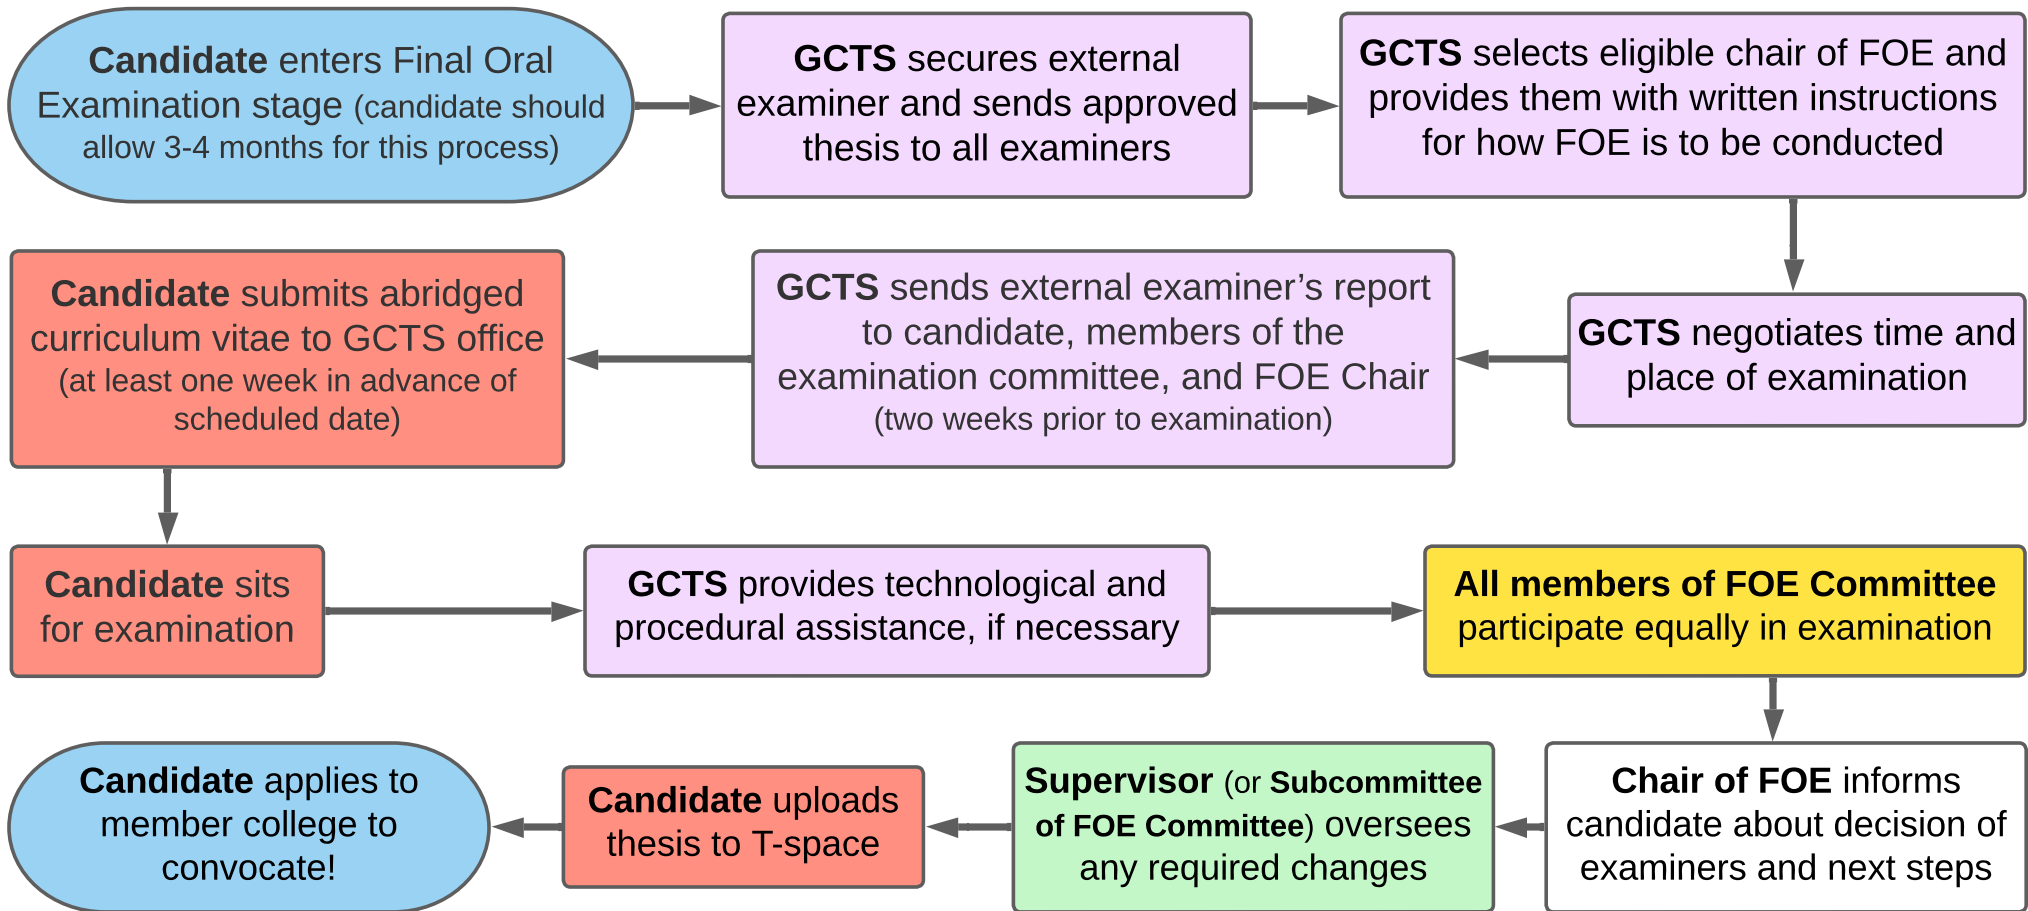 Candidate enters Final Oral
Examination stage (candidate should
allow 3-4 months for this process)
GCTS secures external
examiner and sends approved
thesis to all examiners
GCTS selects eligible chair of FOE and
provides them with written instructions
for how FOE is to be conducted
GCTS negotiates time and
place of examination
GCTS sends external examiner’s report
to candidate, members of the
examination committee, and FOE Chair
(two weeks prior to examination)
Candidate submits abridged
curriculum vitae to GCTS office
(at least one week in advance of
scheduled date)
Candidate sits
for examination
GCTS provides technological and
procedural assistance, if necessary
All members of FOE Committee
participate equally in examination
Chair of FOE informs
candidate about decision of
examiners and next steps
Supervisor (or Subcommittee
of FOE Committee) oversees
any required changes
Candidate uploads
thesis to T-space
Candidate applies to
member college to
convocate!